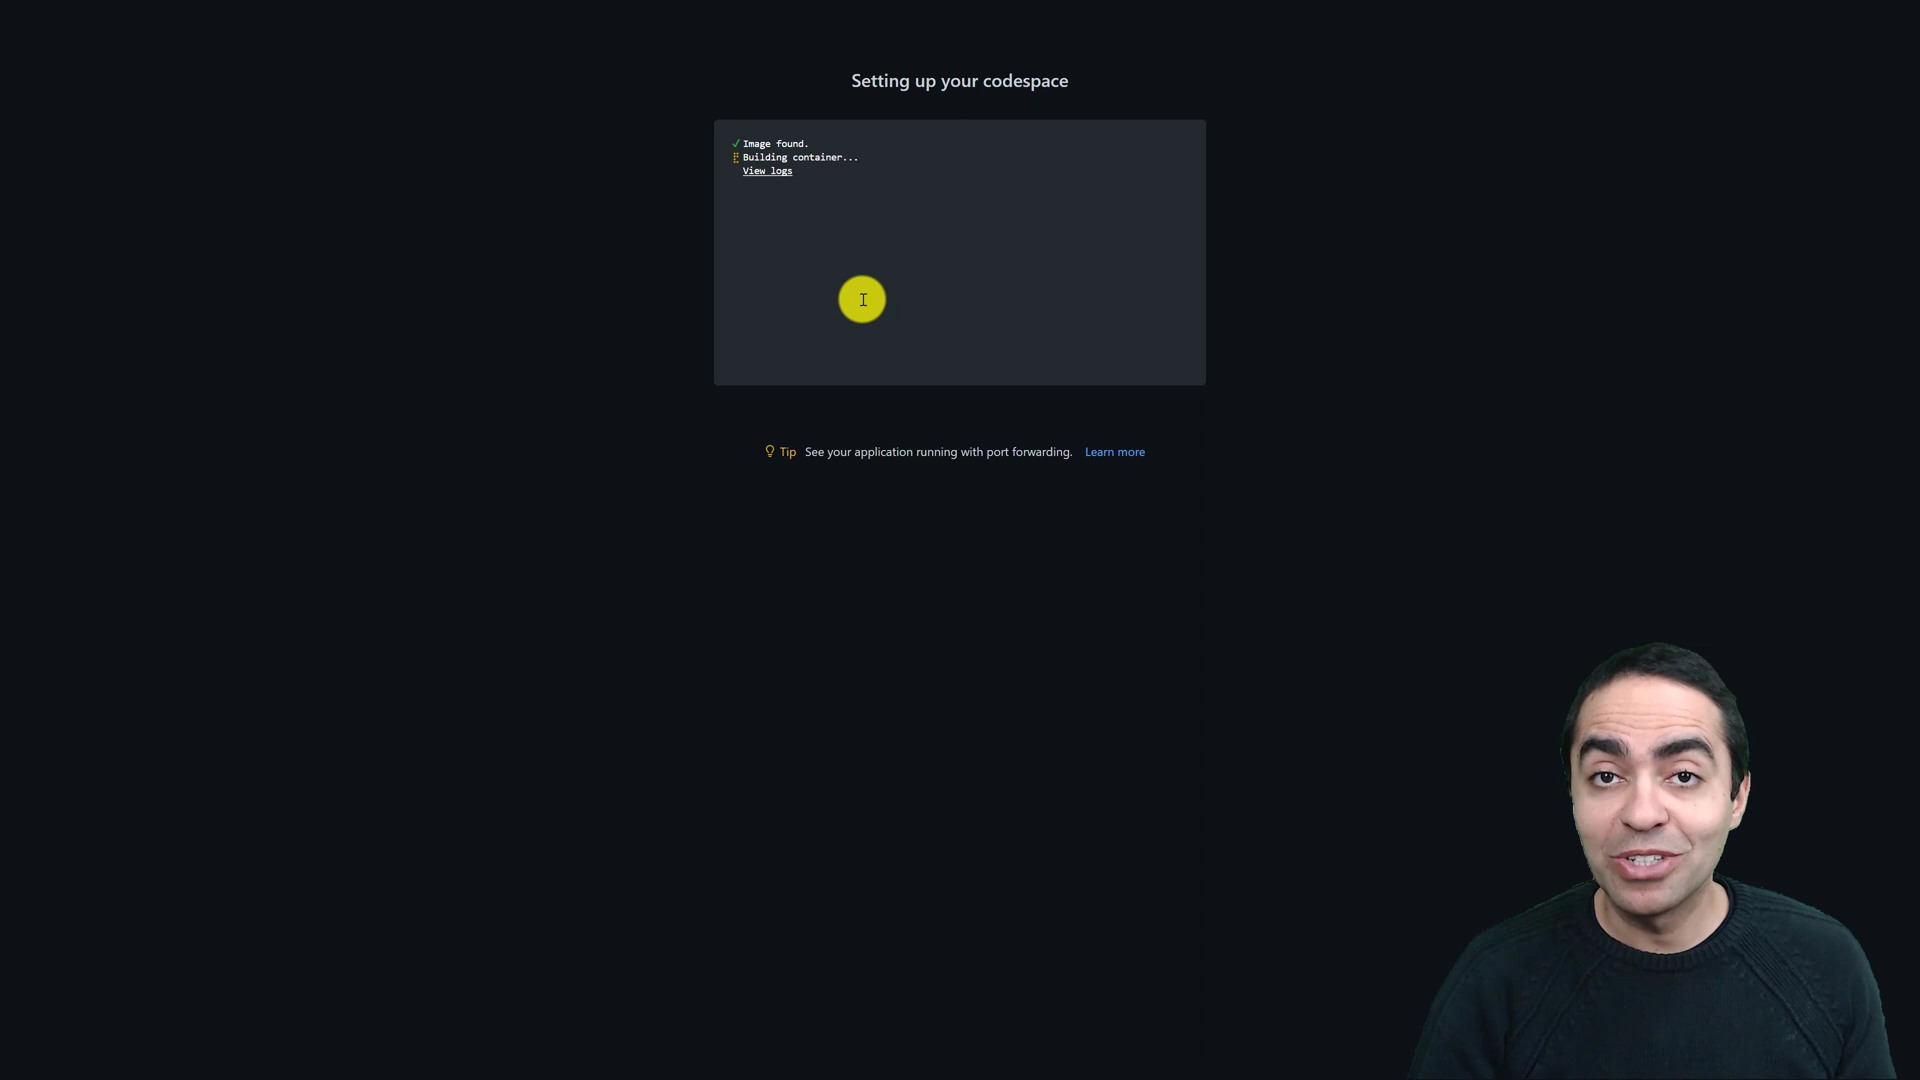 Setting up your codespace
✓ Image found.
Building container...
View logs
Tip See your application running with port forwarding. Learn more